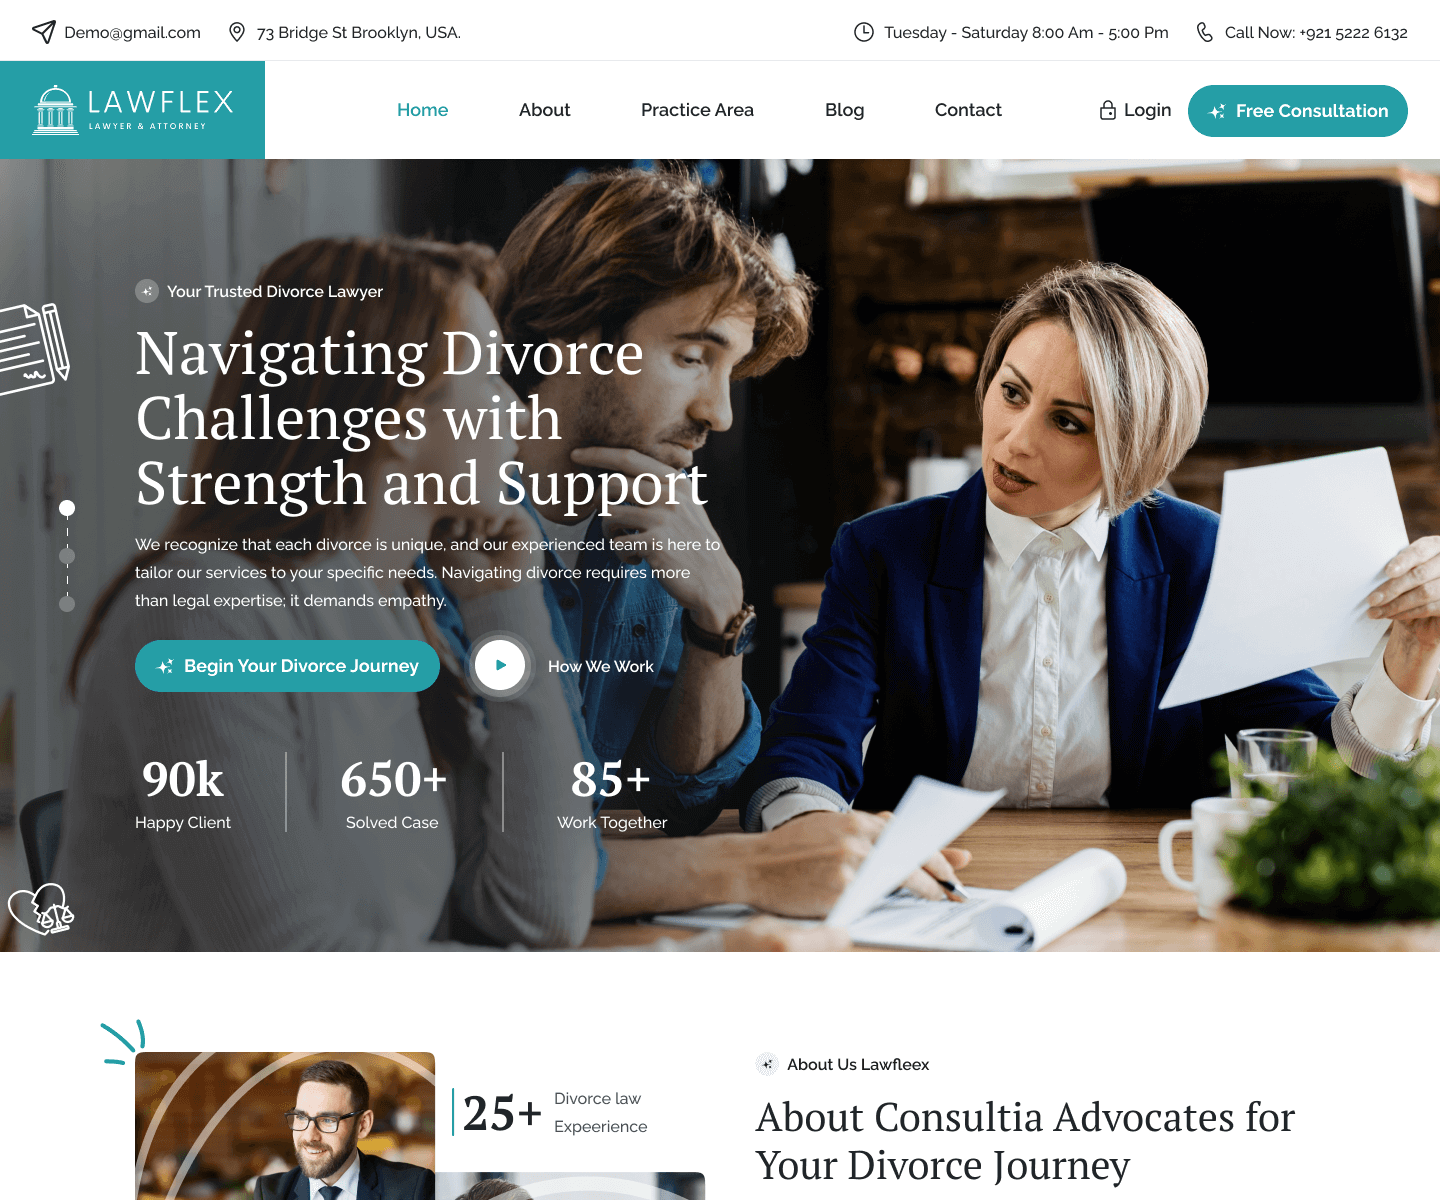 Demo@gmail.com
73 Bridge St Brooklyn, USA.
Tuesday - Saturday 8:00 Am - 5:00 Pm
Call Now: +921 5222 6132
LAWFLEX
LAWYER & ATTORNEY
Home
About
Practice Area
Blog
Contact
Login
Free Consultation
Your Trusted Divorce Lawyer
Navigating Divorce
Challenges with
Strength and Support
We recognize that each divorce is unique, and our experienced team is here to
tailor our services to your specific needs. Navigating divorce requires more
than legal expertise; it demands empathy.
Begin Your Divorce Journey
How We Work
90k
Happy Client
650+
Solved Case
85+
Work Together
25+
Divorce law
Expeerience
About Us Lawfleex
About Consultia Advocates for
Your Divorce Journey